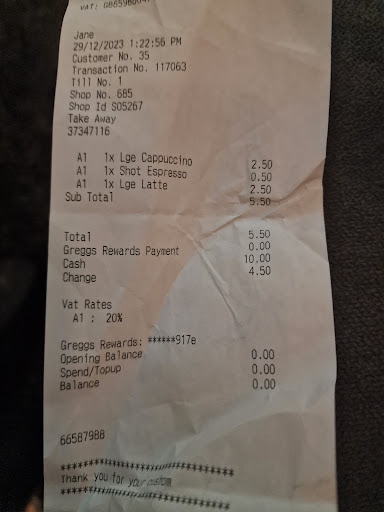 VAT: GB
Jane
29/12/2023 1:22:56 PM
Customer No. 35
Transaction No. 117063
Till No. 1
Shop No. 685
Shop Id S05267
Take Away
37347116
A1 1x Lge Cappuccino 2.50
A1 1x Shot Espresso 0.50
A1 1x Lge Latte 2.50
Sub Total 5.50
Total 5.50
Greggs Rewards Payment 0.00
Cash 10.00
Change 4.50
Vat Rates
A1 : 20%
Greggs Rewards: ******917e
Opening Balance 0.00
Spend/Topup 0.00
Balance 0.00
66587988
********************************
Thank you for your custom
********************************